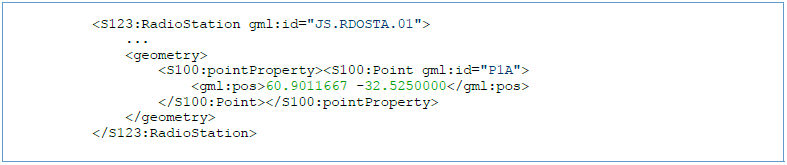 <S123:RadioStation gml:id="JS.RDOSTA.01">
...
<geometry>
<S100:pointProperty><S100:Point gml:id="P1A">
<gml:pos>60.9011667 -32.5250000</gml:pos>
</S100:Point></S100:pointProperty>
</geometry>
</S123:RadioStation>